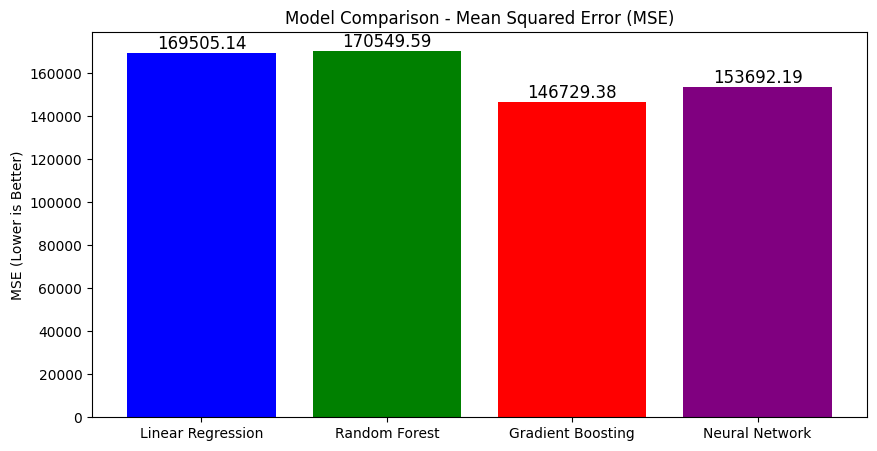 Model Comparison - Mean Squared Error (MSE)
169505.14
170549.59
146729.38
153692.19
MSE (Lower is Better)
160000
140000
120000
100000
80000
60000
40000
20000
0
Linear Regression
Random Forest
Gradient Boosting
Neural Network